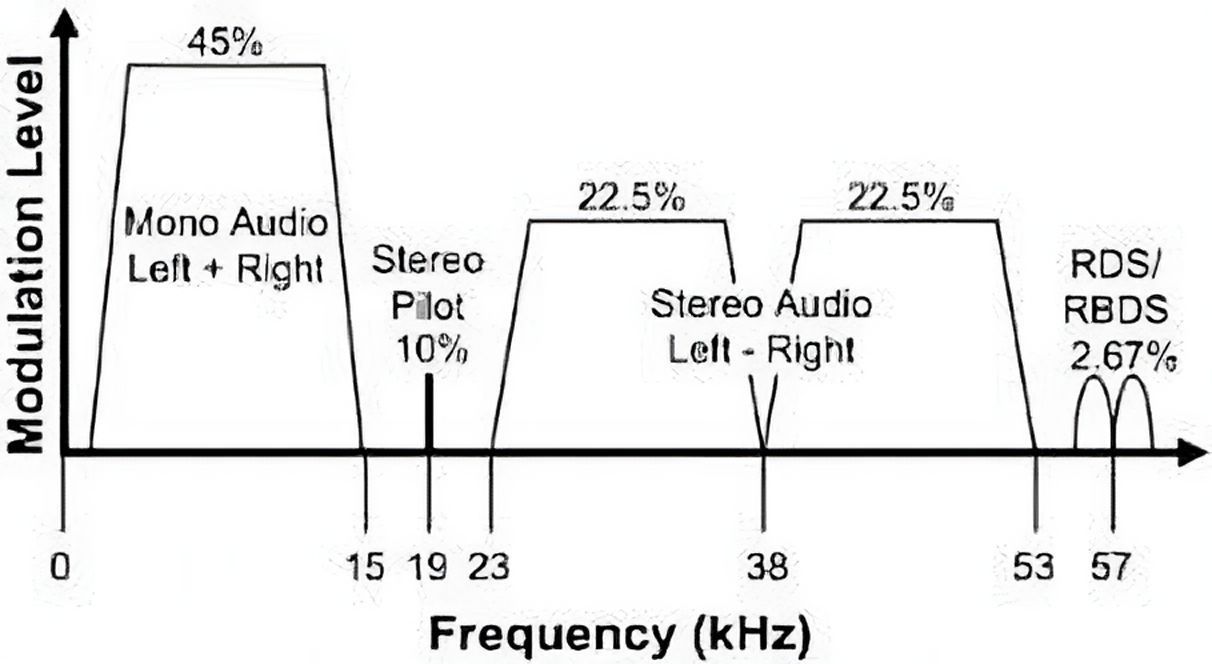 45%
Modulation Level
Mono Audio
Left + Right
Stereo
Pilot
10%
22.5%
22.5%
Stereo Audio
Left - Right
RDS/
RBDS
2.67%
0
15
19
23
38
53
57
Frequency (kHz)